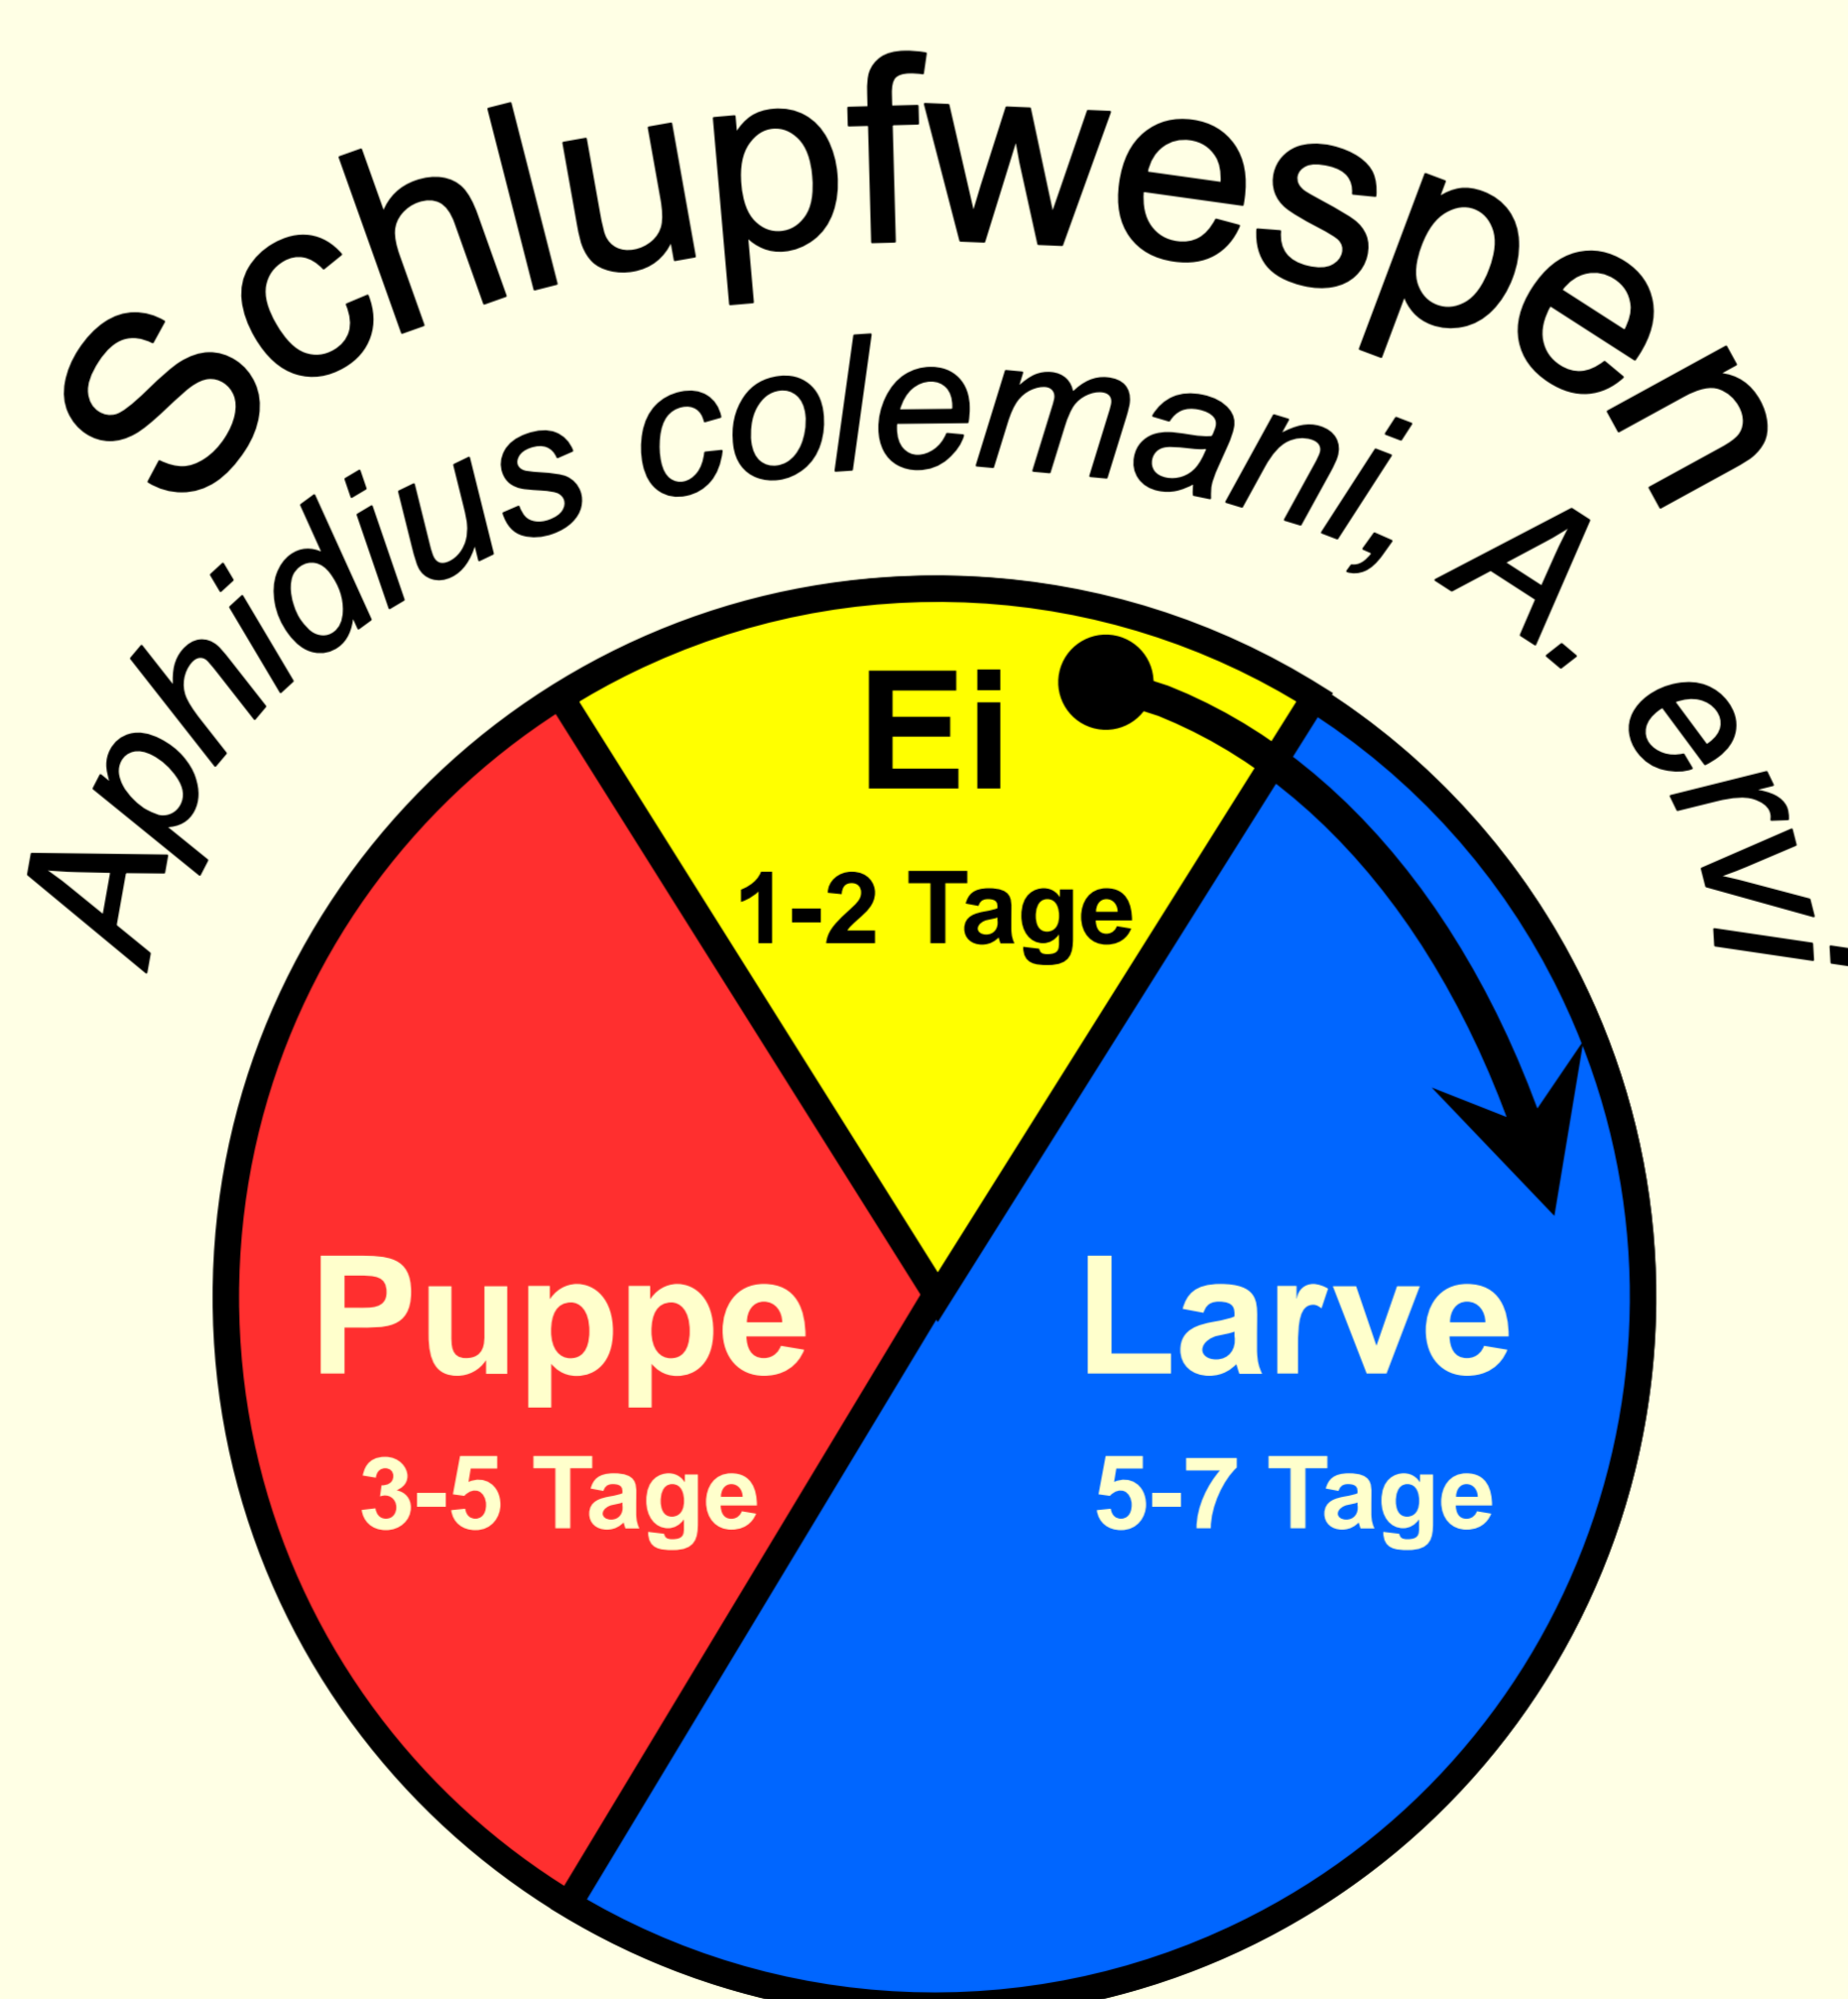 Schlupfwespen
Aphidius colemani, A. ervi
Ei
1-2 Tage
Puppe
3-5 Tage
Larve
5-7 Tage